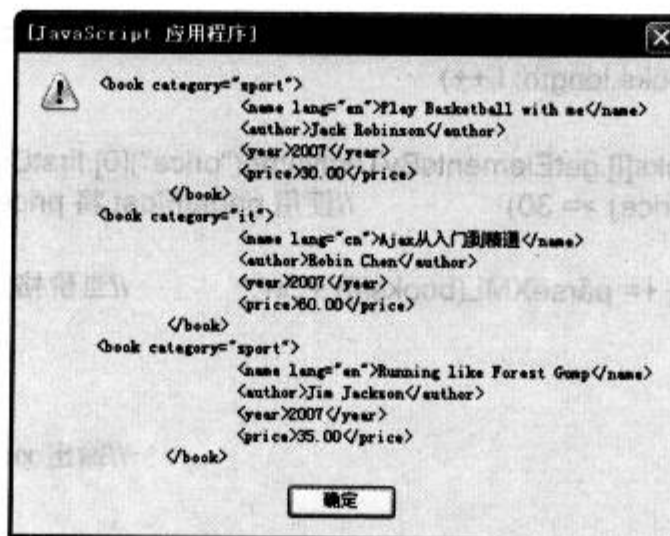 [JavaScript 应用程序]
<book category="sport">
<name lang="en">Play Basketball with me</name>
<author>Jack Robinson</author>
<year>2007</year>
<price>30.00</price>
</book>
<book category="it">
<name lang="cn">Ajax从入门到精通</name>
<author>Robin Chen</author>
<year>2007</year>
<price>60.00</price>
</book>
<book category="sport">
<name lang="en">Running like Forest Gump</name>
<author>Jim Jackson</author>
<year>2007</year>
<price>35.00</price>
</book>
确定